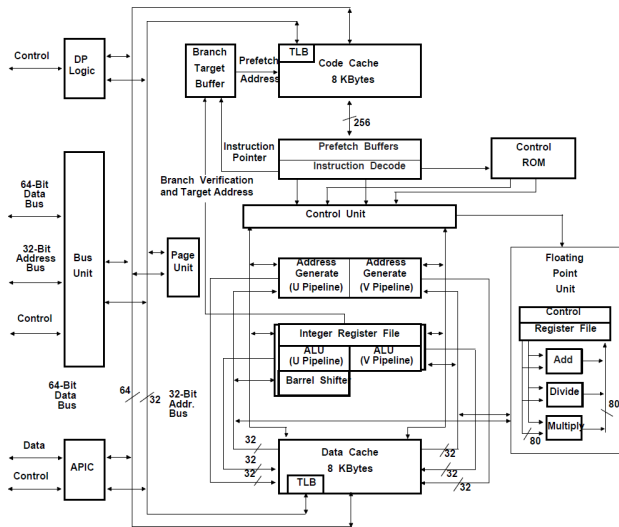 Control
DP
Logic
Branch
Target
Buffer
Prefetch
Address
TLB
Code Cache
8 KBytes
256
Instruction
Pointer
Prefetch Buffers
Instruction Decode
Control
ROM
Branch Verification
and Target Address
Control Unit
64-Bit
Data
Bus
32-Bit
Address
Bus
Control
Bus
Unit
Page
Unit
Address
Generate
(U Pipeline)
Address
Generate
(V Pipeline)
Floating
Point
Unit
Control
Register File
Add
Divide
Multiply
80
80
Integer Register File
ALU
(U Pipeline)
ALU
(V Pipeline)
Barrel Shifter
64-Bit
Data
Bus
64
32
32-Bit
Addr.
Bus
32
32
32
32
32
32
Data Cache
8 KBytes
TLB
Data
Control
APIC